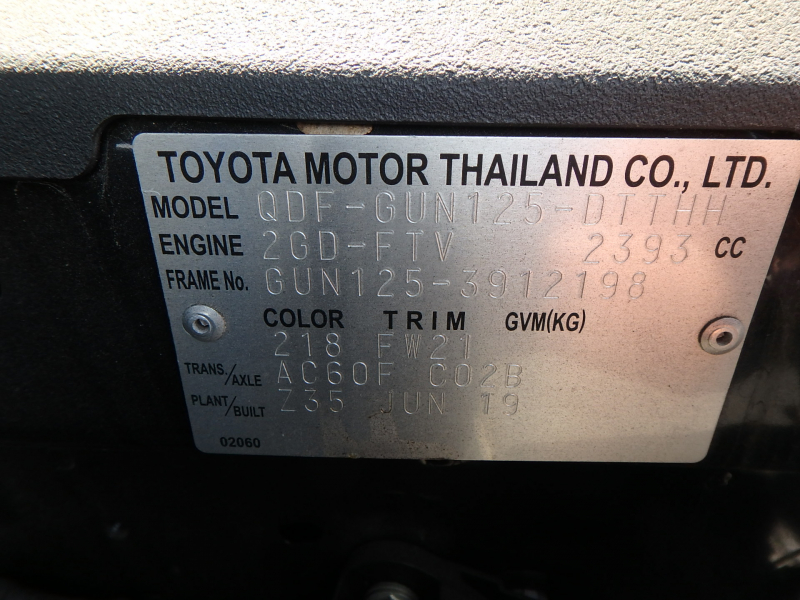 TOYOTA MOTOR THAILAND CO., LTD.
MODEL QDF-GUN125-DTTHH
ENGINE 2GD-FTV 2393 CC
FRAME No. GUN125-3912198
COLOR TRIM GVM(KG)
218 FW21
TRANS./AXLE AC60F C02B
PLANT/BUILT Z35 JUN 19
02060